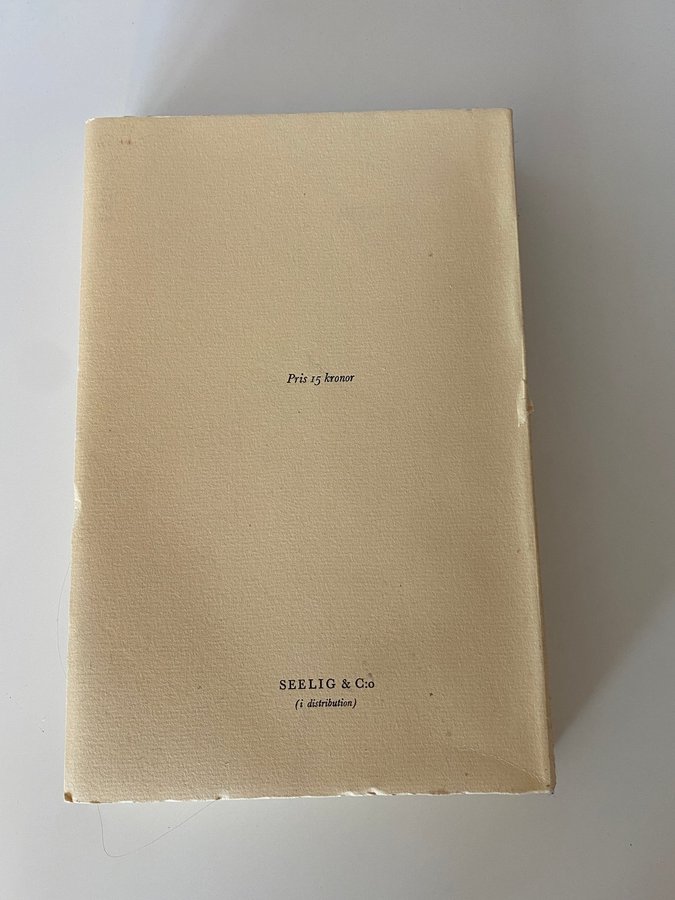 Pris 15 kronor
SEELIG & C:o
(i distribution)